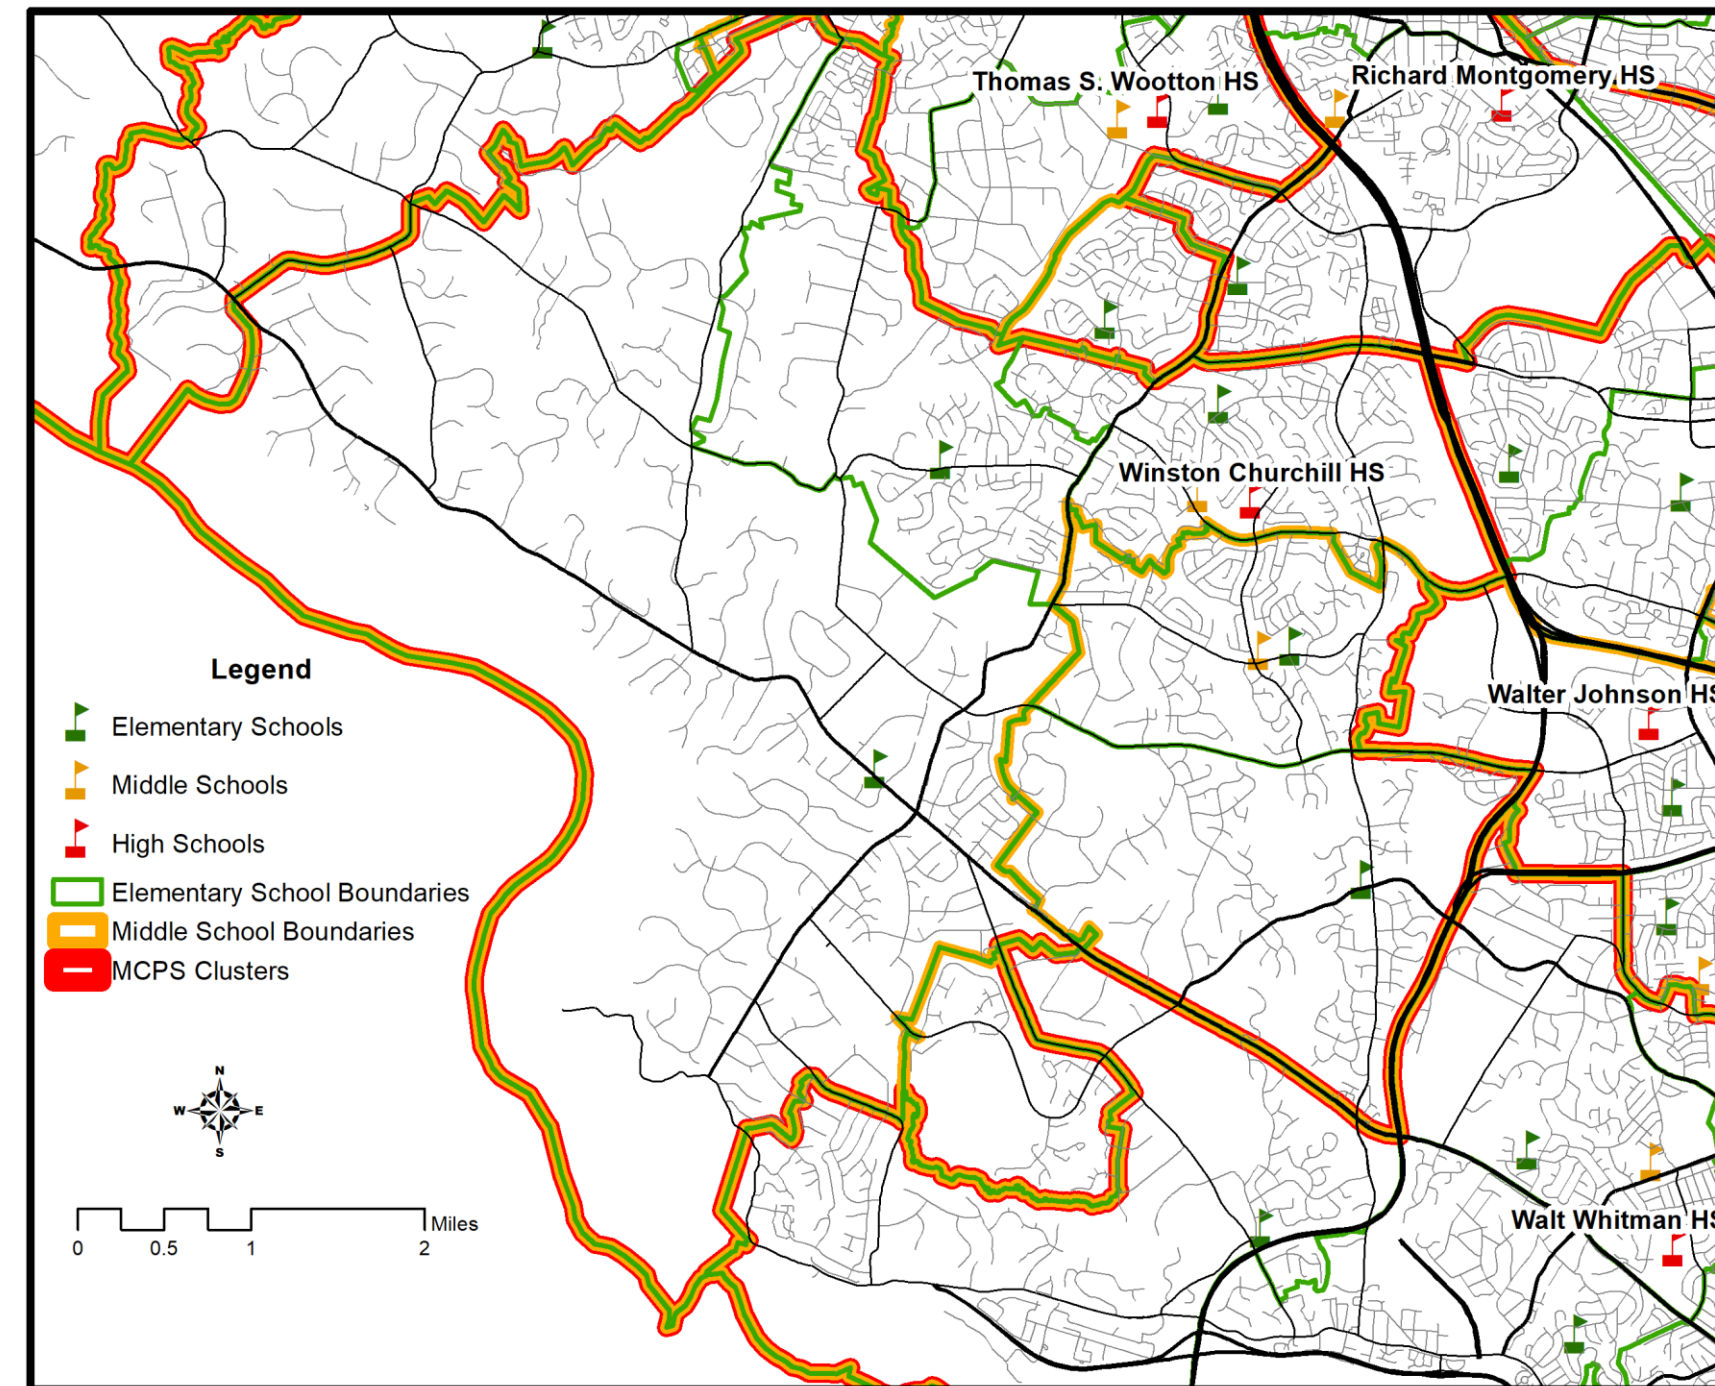 Thomas S. Wootton HS
Richard Montgomery HS
Winston Churchill HS
Legend
Elementary Schools
Middle Schools
High Schools
Elementary School Boundaries
Middle School Boundaries
MCPS Clusters
Walter Johnson HS
N
W E
S
Miles
0 0.5 1 2
Walt Whitman HS